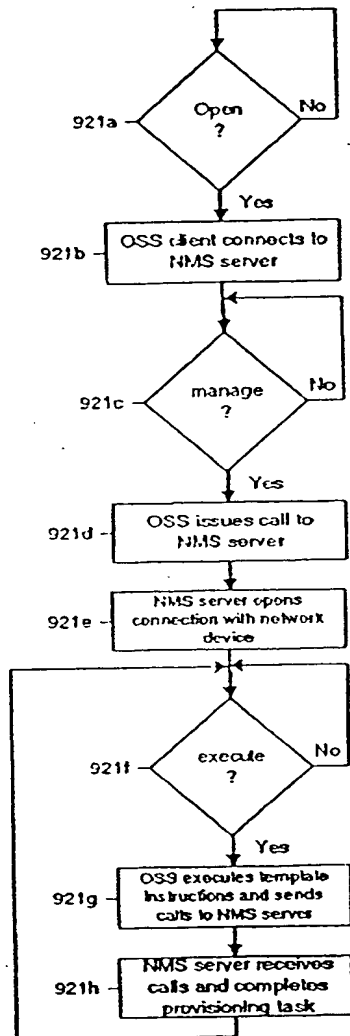 Open
?
No
921a
Yes
OSS client connects to
NMS server
921b
manage
?
No
921c
Yes
OSS issues call to
NMS server
921d
NMS server opens
connection with network
device
921e
execute
?
No
921f
Yes
OSS executes template
instructions and sends
calls to NMS server
921g
NMS server receives
calls and completes
provisioning task
921h